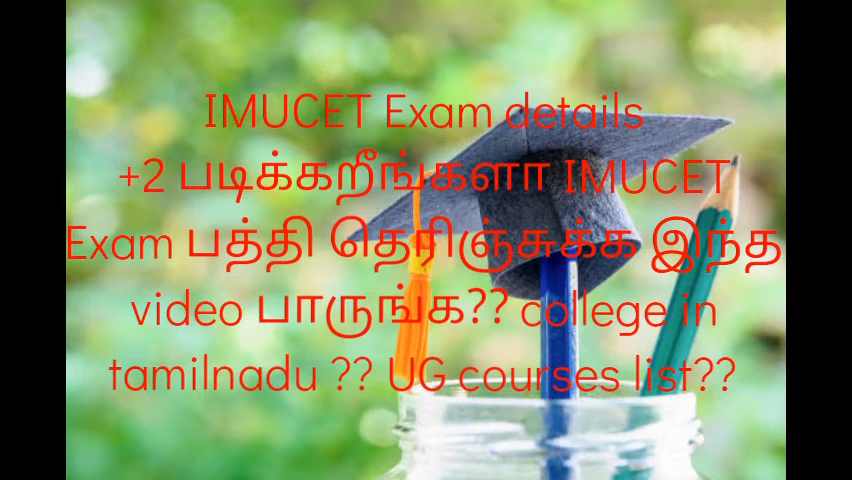 IMUCET Exam details
+2 படிக்கறீங்களா IMUCET
Exam பத்தி தெரிஞ்சுக்க இந்த
video பாருங்க?? college in
tamilnadu ?? UG courses list??